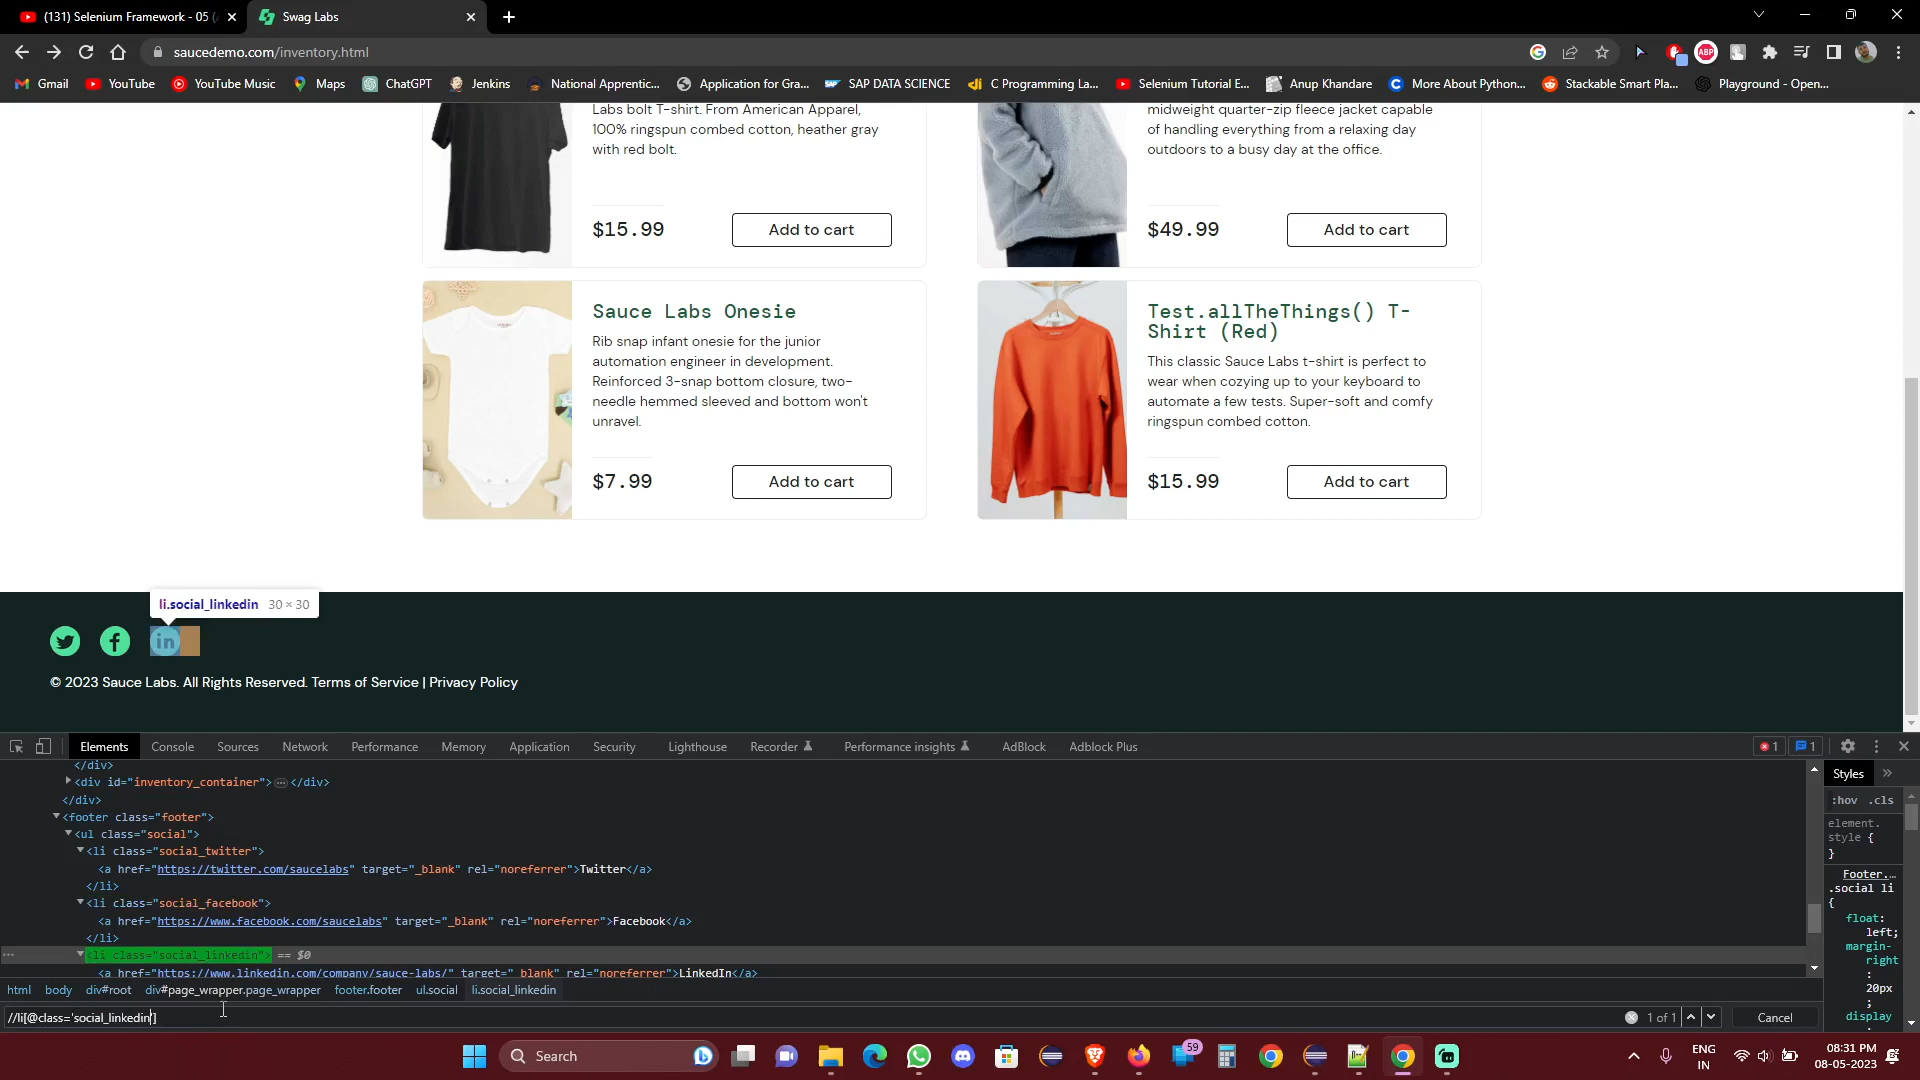 (131) Selenium Framework - 05 (
Swag Labs
saucedemo.com/inventory.html
ABP
Gmail
YouTube
YouTube Music
Maps
ChatGPT
Jenkins
National Apprentic...
Application for Gra...
SAP DATA SCIENCE
C Programming La...
Selenium Tutorial E...
Anup Khandare
More About Python...
Stackable Smart Pla...
Playground - Open...
Labs bolt T-shirt. From American Apparel,
100% ringspun combed cotton, heather gray
with red bolt.
$15.99
Add to cart
midweight quarter-zip fleece jacket capable
of handling everything from a relaxing day
outdoors to a busy day at the office.
$49.99
Add to cart
Sauce Labs Onesie
Rib snap infant onesie for the junior
automation engineer in development.
Reinforced 3-snap bottom closure, two-
needle hemmed sleeved and bottom won't
unravel.
$7.99
Add to cart
Test.allTheThings() T-
Shirt (Red)
This classic Sauce Labs t-shirt is perfect to
wear when cozying up to your keyboard to
automate a few tests. Super-soft and comfy
ringspun combed cotton.
$15.99
Add to cart
li.social_linkedin 30 × 30
in
© 2023 Sauce Labs. All Rights Reserved. Terms of Service | Privacy Policy
Elements
Console
Sources
Network
Performance
Memory
Application
Security
Lighthouse
Recorder
Performance insights
AdBlock
Adblock Plus
1
1
</div>
<div id="inventory_container"> … </div>
</div>
<footer class="footer">
<ul class="social">
<li class="social_twitter">
<a href="https://twitter.com/saucelabs" target="_blank" rel="noreferrer">Twitter</a>
</li>
<li class="social_facebook">
<a href="https://www.facebook.com/saucelabs" target="_blank" rel="noreferrer">Facebook</a>
</li>
<li class="social_linkedin"> == $0
<a href="https://www.linkedin.com/company/sauce-labs/" target="_blank" rel="noreferrer">LinkedIn</a>
html body div#root div#page_wrapper.page_wrapper footer.footer ul.social li.social_linkedin
//li[@class='social_linkedin']
1 of 1
Cancel
Styles
:hov .cls
element.
style {
}
Footer.…
.social li
{
float:
left;
margin-
right
:
20px
;
display
:
Search
59
ENG
IN
08:31 PM
08-05-2023